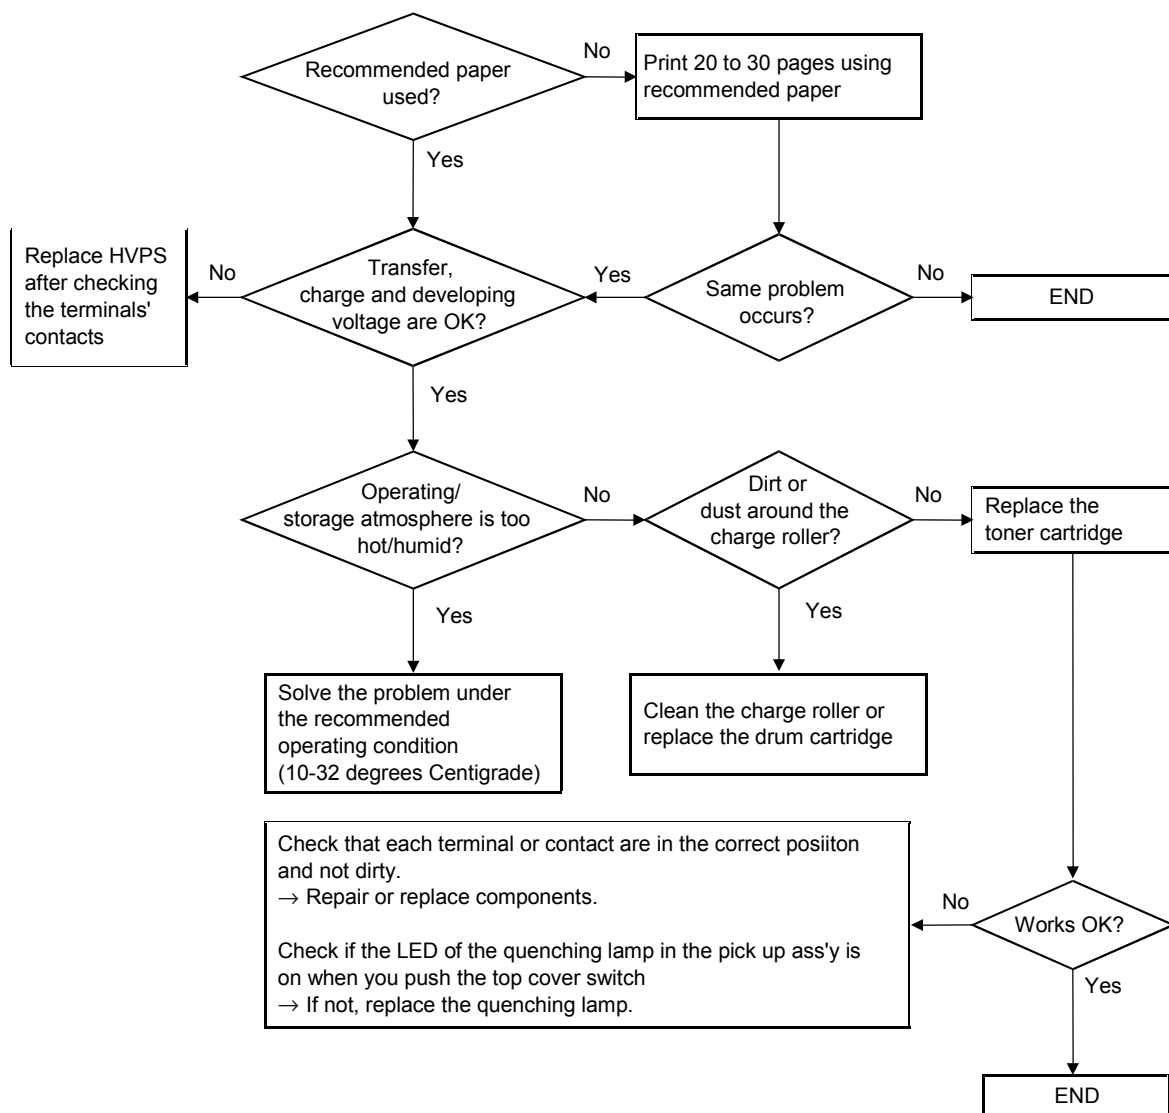 Recommended paper
used?
No
Print 20 to 30 pages using
recommended paper
Yes
Replace HVPS
after checking
the terminals'
contacts
No
Transfer,
charge and developing
voltage are OK?
Yes
Same problem
occurs?
No
END
Yes
Operating/
storage atmosphere is too
hot/humid?
No
Dirt or
dust around the
charge roller?
No
Replace the
toner cartridge
Yes
Yes
Solve the problem under
the recommended
operating condition
(10-32 degrees Centigrade)
Clean the charge roller or
replace the drum cartridge
Check that each terminal or contact are in the correct posiiton
and not dirty.
→ Repair or replace components.
Check if the LED of the quenching lamp in the pick up ass'y is
on when you push the top cover switch
→ If not, replace the quenching lamp.
No
Works OK?
Yes
END